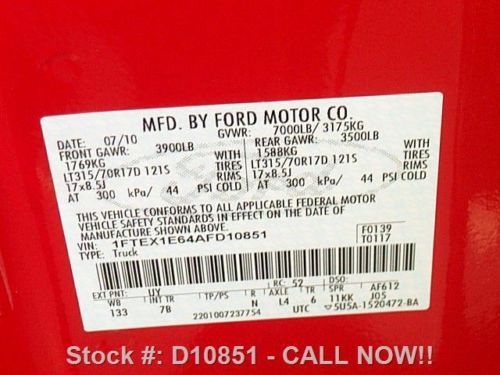 MFD. BY FORD MOTOR CO.
DATE: 07/10 GVWR: 7000LB/ 3175KG
FRONT GAWR: 3900LB REAR GAWR: 3500LB
1769KG WITH 1588KG WITH
LT315/70R17D 121S TIRES LT315/70R17D 121S TIRES
17x8.5J RIMS 17x8.5J RIMS
AT 300 kPa/ 44 PSI COLD AT 300 kPa/ 44 PSI COLD
THIS VEHICLE CONFORMS TO ALL APPLICABLE FEDERAL MOTOR
VEHICLE SAFETY STANDARDS IN EFFECT ON THE DATE OF
MANUFACTURE SHOWN ABOVE.
VIN: 1FTEX1E64AFD10851 F0139
TYPE: Truck T0117
EXT PNT: UY RC: 52 DSO:
WB INT TR TP/PS R AXLE TR SPR AF612
133 7B N L4 6 11KK J05
2201007237754 UTC 5U5A-1520472-BA
Stock #: D10851 - CALL NOW!!